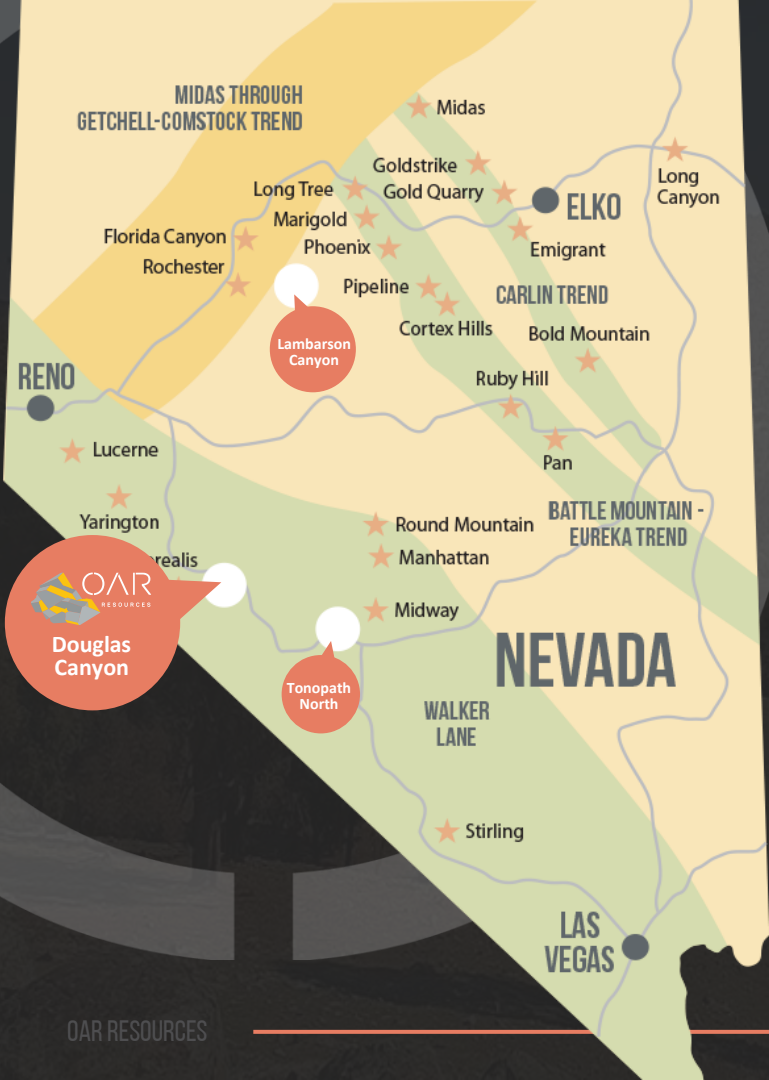 MIDAS THROUGH
GETCHELL-COMSTOCK TREND
Midas
Goldstrike
Long
Canyon
Long Tree
Gold Quarry
ELKO
Marigold
Florida Canyon
Phoenix
Emigrant
Rochester
Pipeline
CARLIN TREND
Cortex Hills
Bold Mountain
Lambarson
Canyon
RENO
Ruby Hill
Lucerne
Pan
Yarington
BATTLE MOUNTAIN -
EUREKA TREND
Round Mountain
Manhattan
realis
OAR
RESOURCES
Douglas
Canyon
Midway
NEVADA
Tonopath
North
WALKER
LANE
Stirling
LAS
VEGAS
OAR RESOURCES